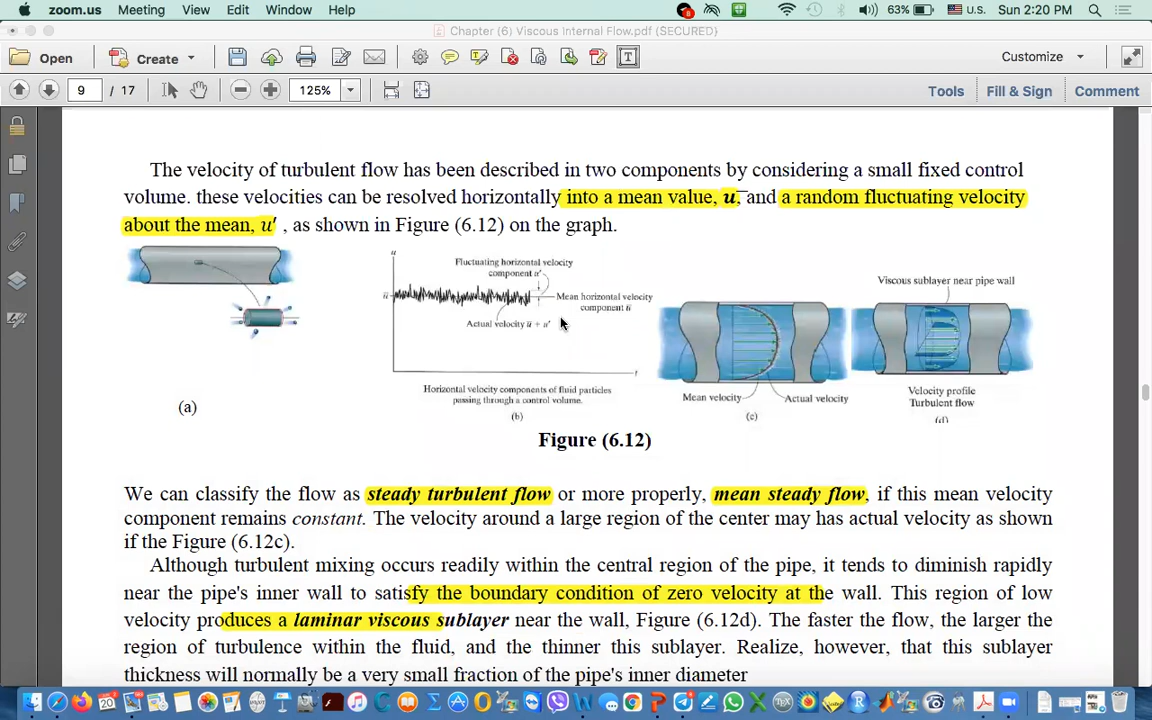 zoom.us Meeting View Edit Window Help 63% U.S. Sun 2:20 PM
Chapter (6) Viscous Internal Flow.pdf (SECURED)
Open Create Customize
9 / 17 125% Tools Fill & Sign Comment
The velocity of turbulent flow has been described in two components by considering a small fixed control
volume. these velocities can be resolved horizontally into a mean value, u̅, and a random fluctuating velocity
about the mean, u′ , as shown in Figure (6.12) on the graph.
u
Fluctuating horizontal velocity
component u′
u̅
Mean horizontal velocity
component u̅
Actual velocity u̅ + u′
t
Horizontal velocity components of fluid particles
passing through a control volume.
(a)
(b)
Mean velocity
Actual velocity
(c)
Viscous sublayer near pipe wall
Velocity profile
Turbulent flow
(d)
Figure (6.12)
We can classify the flow as steady turbulent flow or more properly, mean steady flow, if this mean velocity
component remains constant. The velocity around a large region of the center may has actual velocity as shown
if the Figure (6.12c).
Although turbulent mixing occurs readily within the central region of the pipe, it tends to diminish rapidly
near the pipe's inner wall to satisfy the boundary condition of zero velocity at the wall. This region of low
velocity produces a laminar viscous sublayer near the wall, Figure (6.12d). The faster the flow, the larger the
region of turbulence within the fluid, and the thinner this sublayer. Realize, however, that this sublayer
thickness will normally be a very small fraction of the pipe's inner diameter